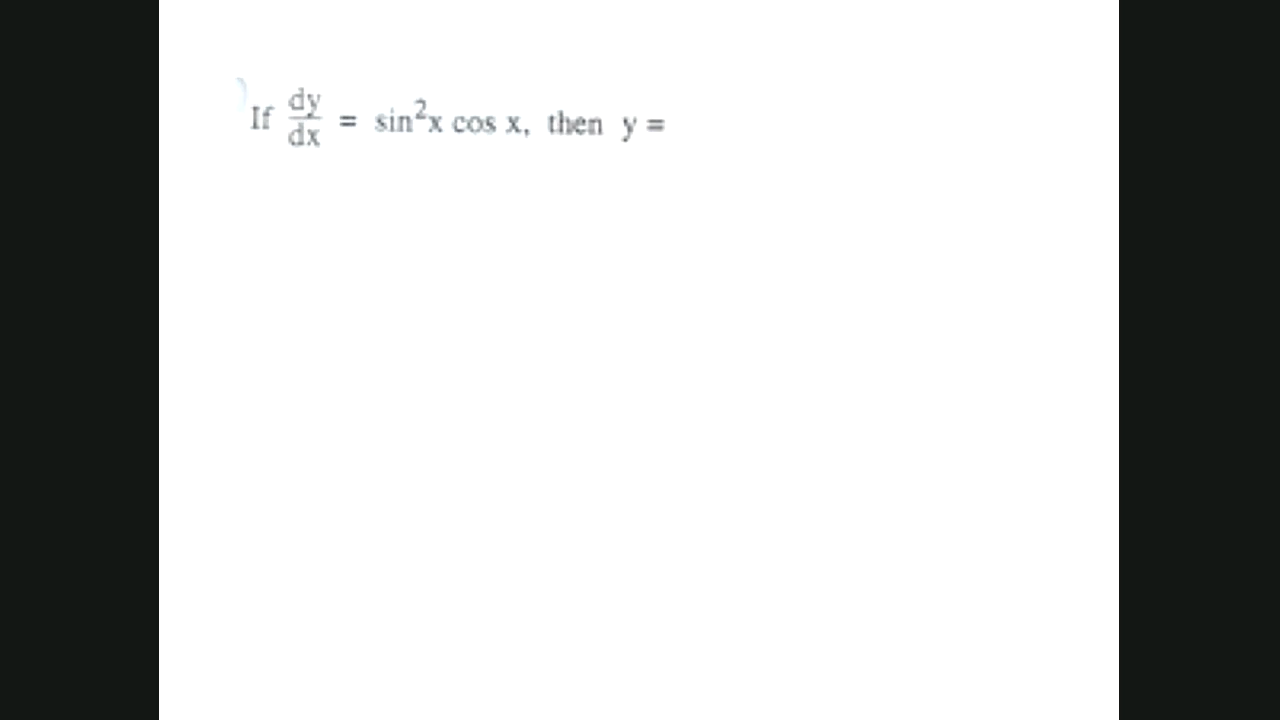 If dy/dx = sin²x cos x, then y =